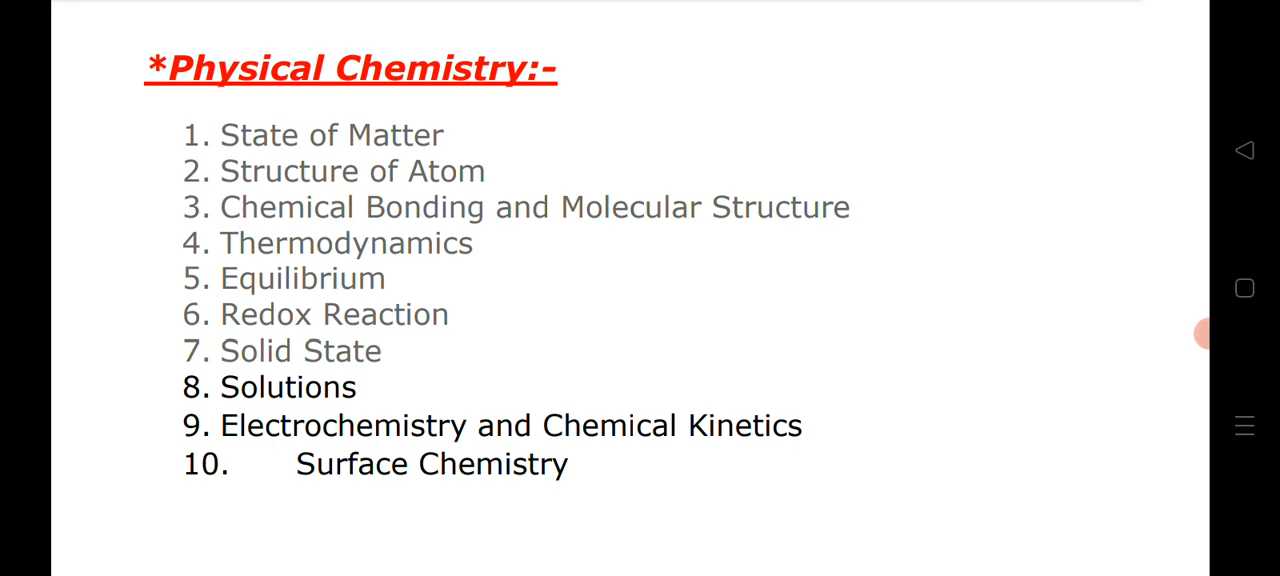 *Physical Chemistry:-
1. State of Matter
2. Structure of Atom
3. Chemical Bonding and Molecular Structure
4. Thermodynamics
5. Equilibrium
6. Redox Reaction
7. Solid State
8. Solutions
9. Electrochemistry and Chemical Kinetics
10. Surface Chemistry